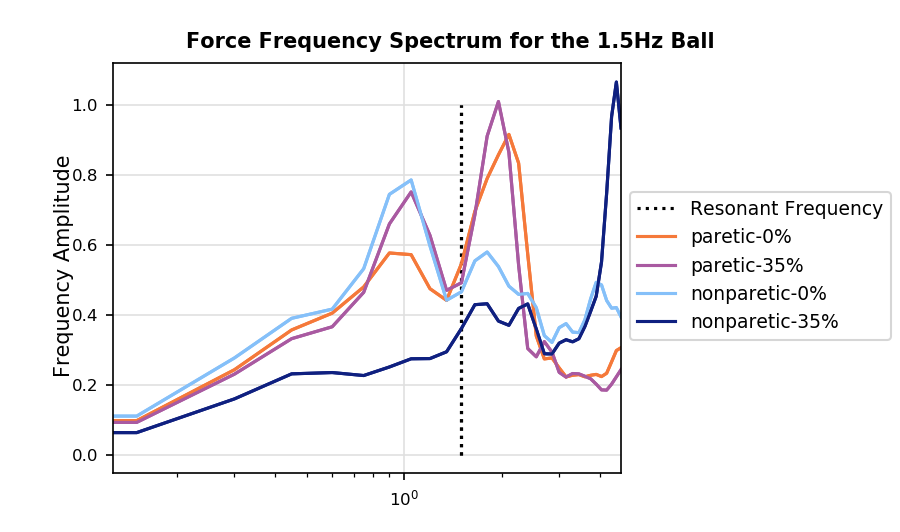 Force Frequency Spectrum for the 1.5Hz Ball
Frequency Amplitude
1.0
0.8
0.6
0.4
0.2
0.0
10⁰
Resonant Frequency
paretic-0%
paretic-35%
nonparetic-0%
nonparetic-35%